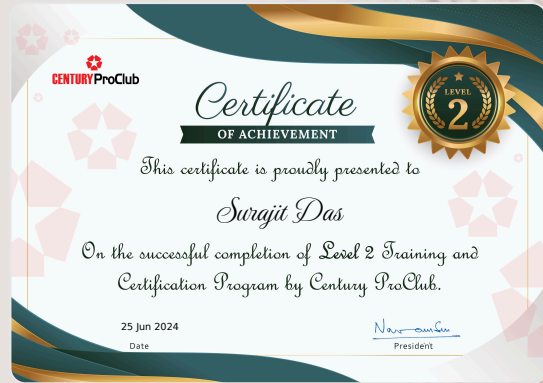 CENTURY ProClub
Certificate
OF ACHIEVEMENT
LEVEL
2
This certificate is proudly presented to
Surajit Das
On the successful completion of Level 2 Training and
Certification Program by Century ProClub.
25 Jun 2024
Date
President